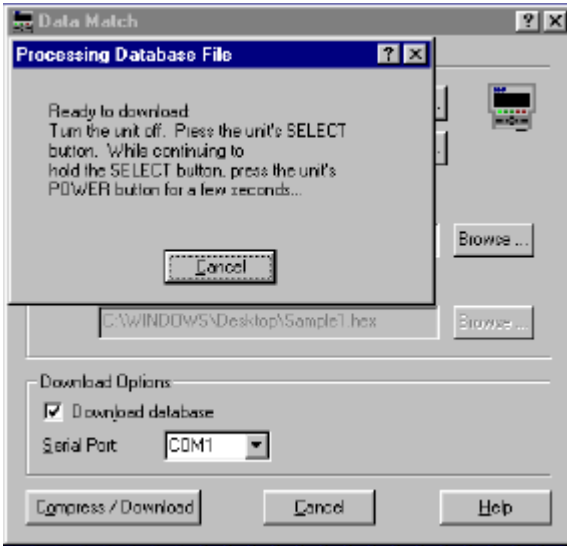 Data Match
Processing Database File
Ready to download
Turn the unit off. Press the unit's SELECT
button. While continuing to
hold the SELECT button, press the unit's
POWER button for a few seconds...
Cancel
Browse ...
C:\WINDOWS\Desktop\Sample1.hex
Browse ...
Download Options
Download database
Serial Port
COM1
Compress / Download
Cancel
Help